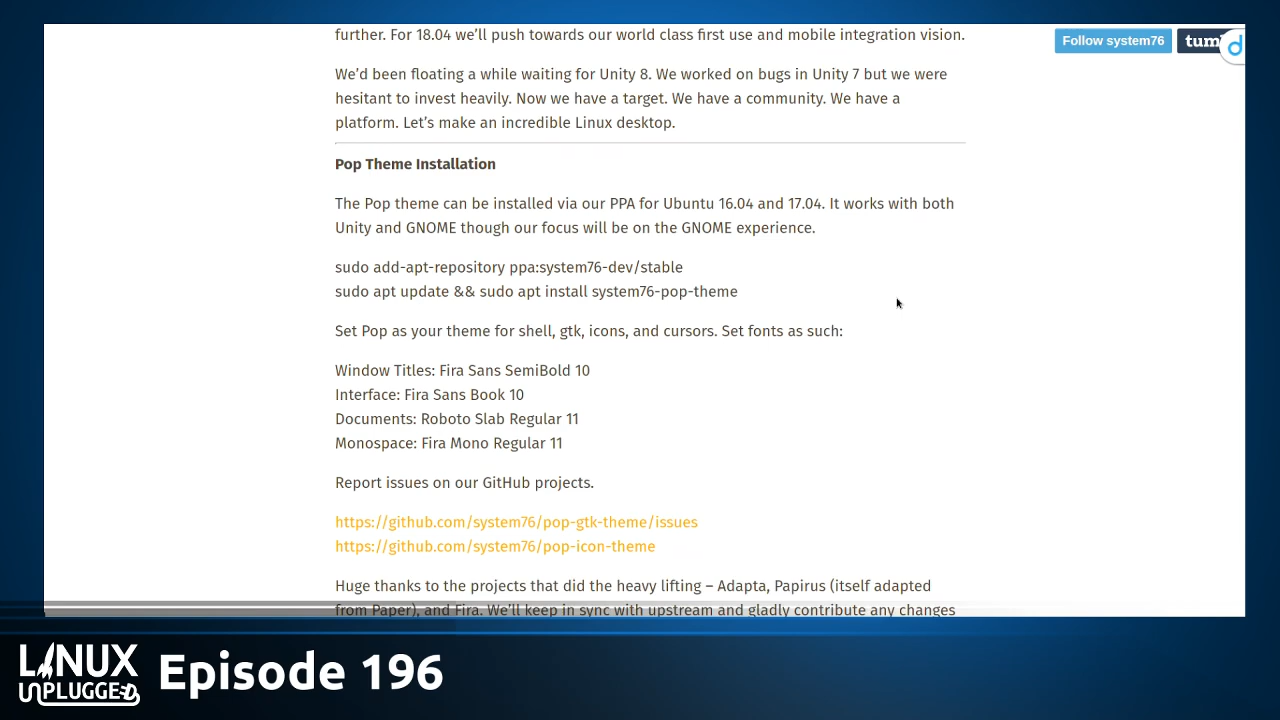 further. For 18.04 we’ll push towards our world class first use and mobile integration vision.
Follow system76
We’d been floating a while waiting for Unity 8. We worked on bugs in Unity 7 but we were
hesitant to invest heavily. Now we have a target. We have a community. We have a
platform. Let’s make an incredible Linux desktop.
Pop Theme Installation
The Pop theme can be installed via our PPA for Ubuntu 16.04 and 17.04. It works with both
Unity and GNOME though our focus will be on the GNOME experience.
sudo add-apt-repository ppa:system76-dev/stable
sudo apt update && sudo apt install system76-pop-theme
Set Pop as your theme for shell, gtk, icons, and cursors. Set fonts as such:
Window Titles: Fira Sans SemiBold 10
Interface: Fira Sans Book 10
Documents: Roboto Slab Regular 11
Monospace: Fira Mono Regular 11
Report issues on our GitHub projects.
https://github.com/system76/pop-gtk-theme/issues
https://github.com/system76/pop-icon-theme
Huge thanks to the projects that did the heavy lifting – Adapta, Papirus (itself adapted
from Paper), and Fira. We’ll keep in sync with upstream and gladly contribute any changes
LINUX
UNPLUGGED
Episode 196